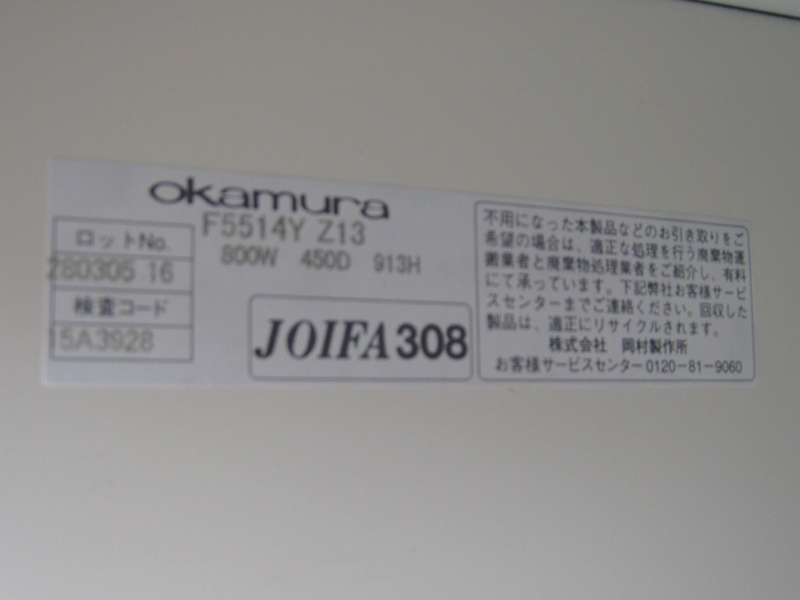 okamura
F5514Y Z13
800W 450D 913H
ロットNo.
280305 16
検査コード
15A3928
JOIFA308
不用になった本製品などのお引き取りをご
希望の場合は、適正な処理を行う廃棄物運
搬業者と廃棄物処理業者をご紹介し、有料
にて承っています。下記弊社お客様サービ
スセンターまでご連絡ください。回収した
製品は、適正にリサイクルされます。
株式会社 岡村製作所
お客様サービスセンター0120-81-9060